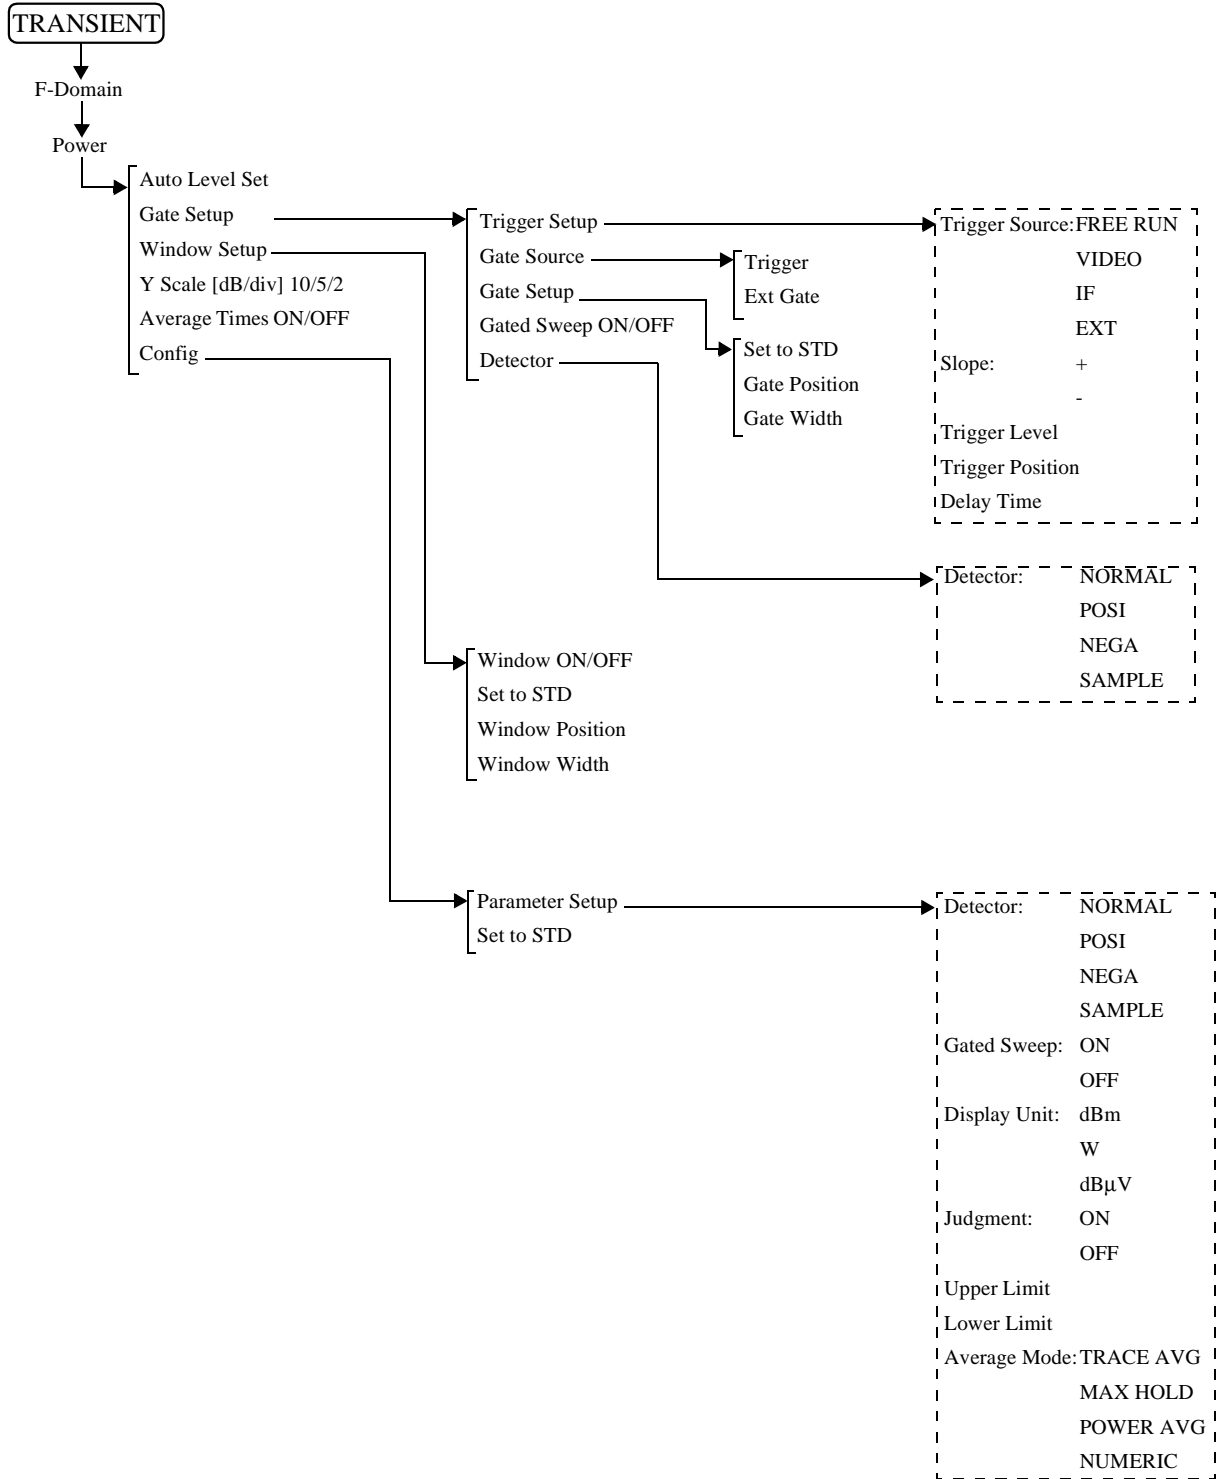 TRANSIENT
F-Domain
Power
Auto Level Set
Gate Setup
Window Setup
Y Scale [dB/div] 10/5/2
Average Times ON/OFF
Config
Trigger Setup
Gate Source
Gate Setup
Gated Sweep ON/OFF
Detector
Trigger
Ext Gate
Set to STD
Gate Position
Gate Width
Trigger Source: FREE RUN
VIDEO
IF
EXT
Slope: +
-
Trigger Level
Trigger Position
Delay Time
Detector: NORMAL
POSI
NEGA
SAMPLE
Window ON/OFF
Set to STD
Window Position
Window Width
Parameter Setup
Set to STD
Detector: NORMAL
POSI
NEGA
SAMPLE
Gated Sweep: ON
OFF
Display Unit: dBm
W
dBµV
Judgment: ON
OFF
Upper Limit
Lower Limit
Average Mode: TRACE AVG
MAX HOLD
POWER AVG
NUMERIC